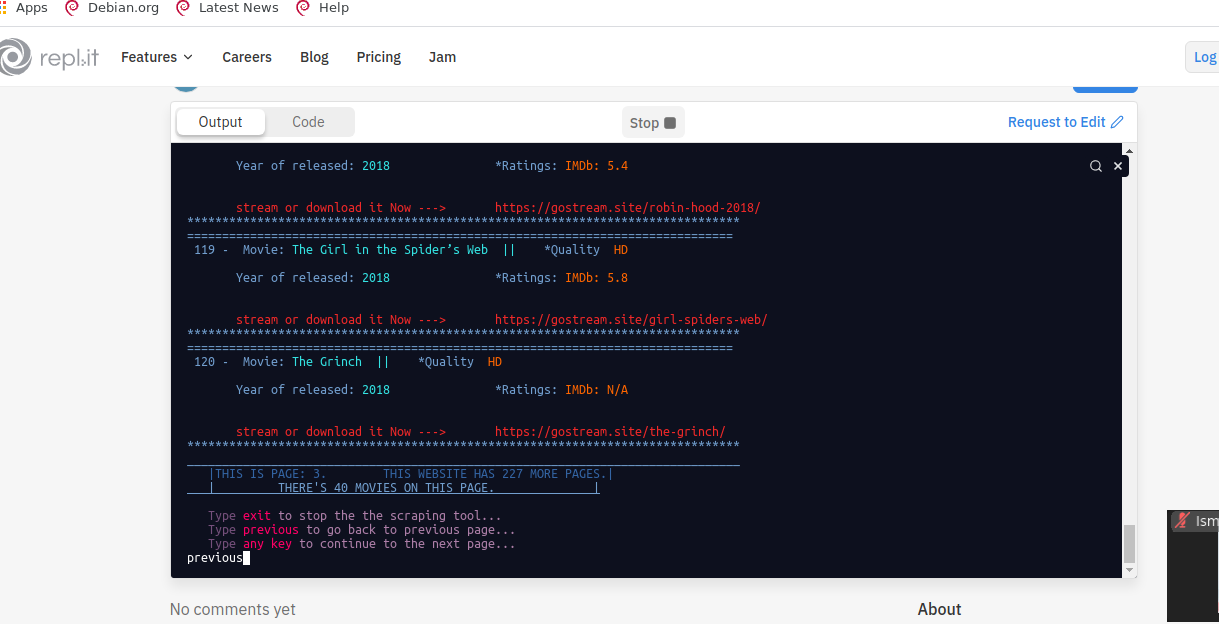 Apps Debian.org Latest News Help
repl.it Features Careers Blog Pricing Jam Log
Output Code Stop Request to Edit
Year of released: 2018 *Ratings: IMDb: 5.4
stream or download it Now ---> https://gostream.site/robin-hood-2018/
*******************************************************************************
==============================================================================
119 - Movie: The Girl in the Spider’s Web || *Quality HD
Year of released: 2018 *Ratings: IMDb: 5.8
stream or download it Now ---> https://gostream.site/girl-spiders-web/
*******************************************************************************
==============================================================================
120 - Movie: The Grinch || *Quality HD
Year of released: 2018 *Ratings: IMDb: N/A
stream or download it Now ---> https://gostream.site/the-grinch/
*******************************************************************************
|THIS IS PAGE: 3. THIS WEBSITE HAS 227 MORE PAGES.|
| THERE'S 40 MOVIES ON THIS PAGE. |
Type exit to stop the the scraping tool...
Type previous to go back to previous page...
Type any key to continue to the next page...
previous
Ism
No comments yet About